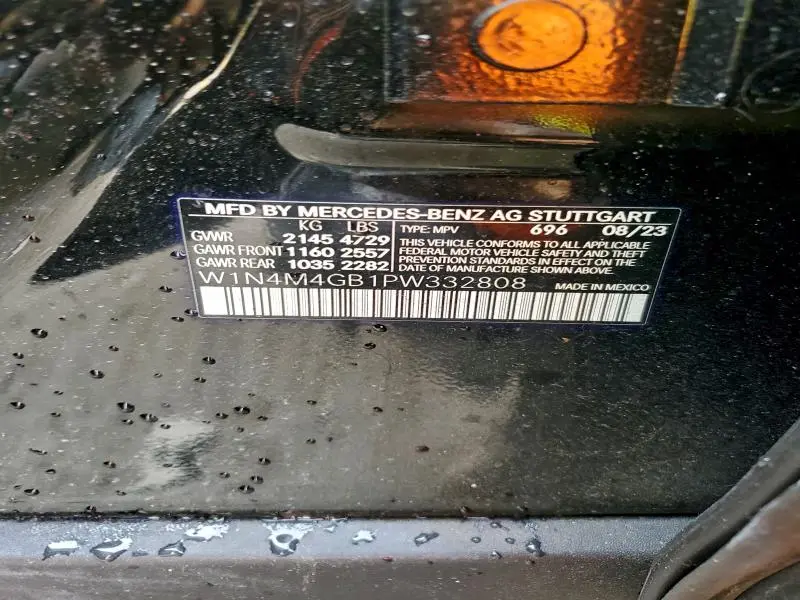 MFD BY MERCEDES-BENZ AG STUTTGART
KG LBS
GVWR 2145 4729
GAWR FRONT 1160 2557
GAWR REAR 1035 2282
TYPE: MPV 696 08/23
THIS VEHICLE CONFORMS TO ALL APPLICABLE
FEDERAL MOTOR VEHICLE SAFETY AND THEFT
PREVENTION STANDARDS IN EFFECT ON THE
DATE OF MANUFACTURE SHOWN ABOVE.
W1N4M4GB1PW332808
MADE IN MEXICO